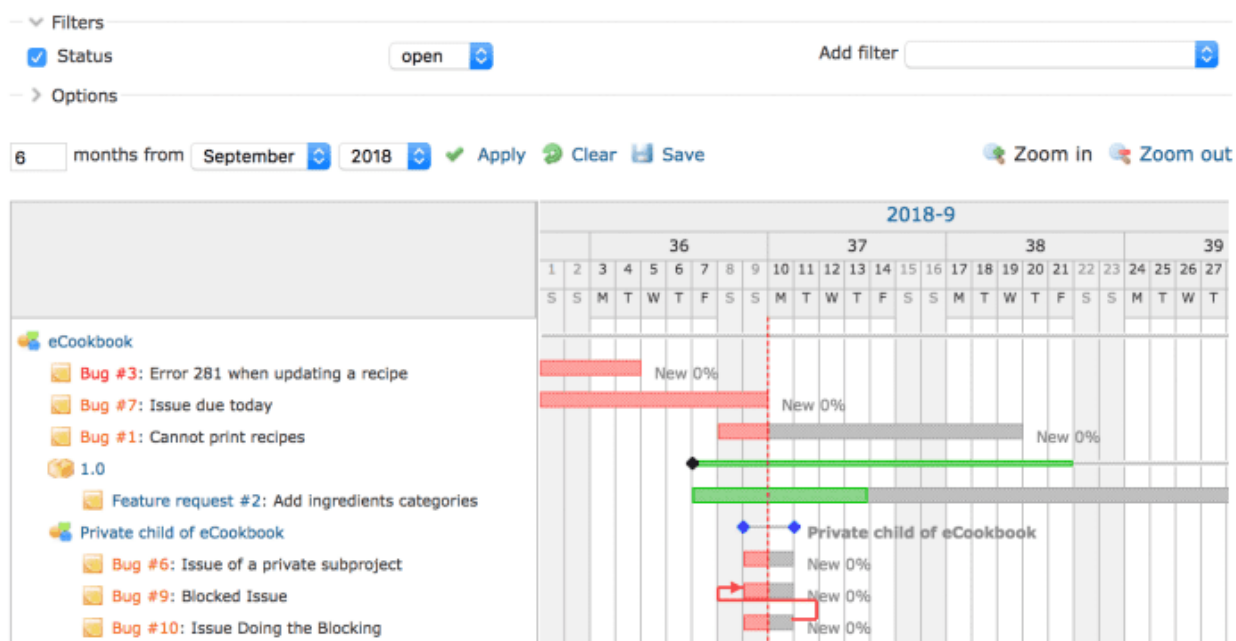 Filters
Status open Add filter
Options
6 months from September 2018 Apply Clear Save Zoom in Zoom out
2018-9
36 37 38 39
1 2 3 4 5 6 7 8 9 10 11 12 13 14 15 16 17 18 19 20 21 22 23 24 25 26 27
S S M T W T F S S M T W T F S S M T W T F S S M T W T
eCookbook
Bug #3: Error 281 when updating a recipe New 0%
Bug #7: Issue due today New 0%
Bug #1: Cannot print recipes New 0%
1.0
Feature request #2: Add ingredients categories
Private child of eCookbook Private child of eCookbook
Bug #6: Issue of a private subproject New 0%
Bug #9: Blocked Issue New 0%
Bug #10: Issue Doing the Blocking New 0%